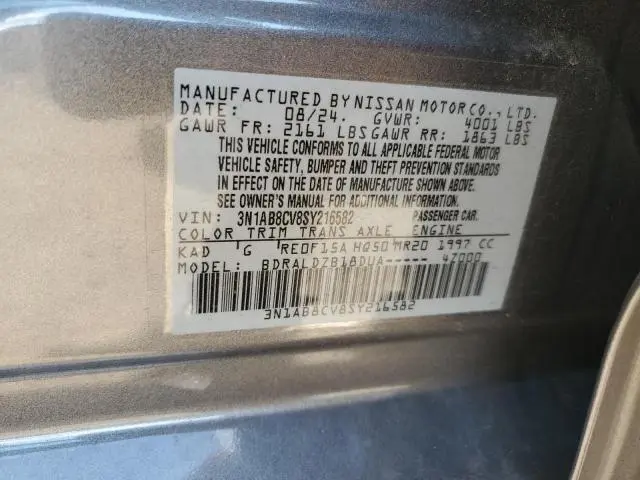 MANUFACTURED BY NISSAN MOTOR CO., LTD.
DATE: 08/24. GVWR: 4001 LBS
GAWR FR: 2161 LBS GAWR RR: 1863 LBS
THIS VEHICLE CONFORMS TO ALL APPLICABLE FEDERAL MOTOR
VEHICLE SAFETY, BUMPER AND THEFT PREVENTION STANDARDS
IN EFFECT ON THE DATE OF MANUFACTURE SHOWN ABOVE.
SEE OWNER'S MANUAL FOR ADDITIONAL INFORMATION.
VIN: 3N1AB8CV8SY216582 PASSENGER CAR.
COLOR TRIM TRANS AXLE ENGINE
KAD G RE0F15A HQ50 MR20 1997 CC
MODEL: BDRALDZB18DUA----- 4Z000
3N1AB8CV8SY216582